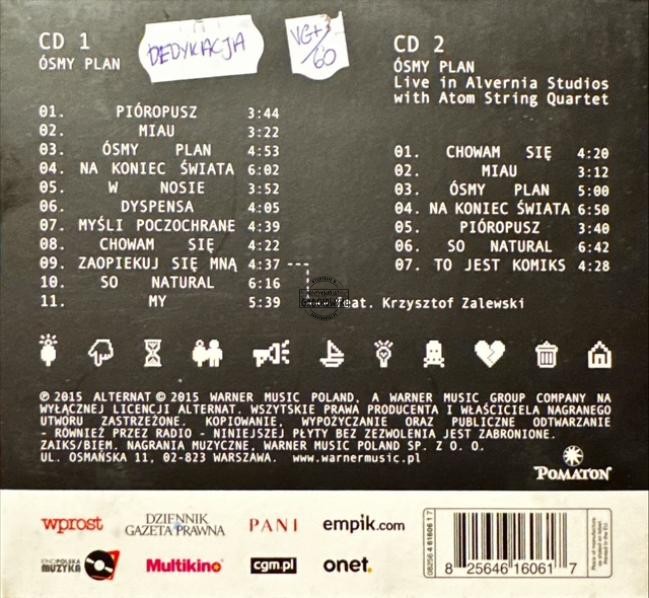 CD 1
ÓSMY PLAN
DEDYKACJA
VG+
60
01. PIÓROPUSZ 3:44
02. MIAU 3:22
03. ÓSMY PLAN 4:53
04. NA KONIEC ŚWIATA 6:02
05. W NOSIE 3:52
06. DYSPENSA 4:05
07. MYŚLI POCZOCHRANE 4:39
08. CHOWAM SIĘ 4:22
09. ZAOPIEKUJ SIĘ MNĄ 4:37
10. SO NATURAL 6:16
11. MY 5:39
feat. Krzysztof Zalewski
CD 2
ÓSMY PLAN
Live in Alvernia Studios
with Atom String Quartet
01. CHOWAM SIĘ 4:20
02. MIAU 3:12
03. ÓSMY PLAN 5:00
04. NA KONIEC ŚWIATA 6:50
05. PIÓROPUSZ 3:40
06. SO NATURAL 6:42
07. TO JEST KOMIKS 4:28
℗ 2015 ALTERNAT © 2015 WARNER MUSIC POLAND, A WARNER MUSIC GROUP COMPANY NA
WYŁĄCZNEJ LICENCJI ALTERNAT. WSZYSTKIE PRAWA PRODUCENTA I WŁAŚCICIELA NAGRANEGO
UTWORU ZASTRZEŻONE. KOPIOWANIE, WYPOŻYCZANIE ORAZ PUBLICZNE ODTWARZANIE
- RÓWNIEŻ PRZEZ RADIO - NINIEJSZEJ PŁYTY BEZ ZEZWOLENIA JEST ZABRONIONE.
ZAIKS/BIEM. NAGRANIA MUZYCZNE. WARNER MUSIC POLAND SP. Z O. O.
UL. OSMAŃSKA 11, 02-823 WARSZAWA. www.warnermusic.pl
POMATON
wprost
DZIENNIK
GAZETA PRAWNA
PANI
empik.com
POLSKA
MUZYKA
Multikino
cgm.pl
onet.
08256 4 61606 1 7
8 25646 16061 7